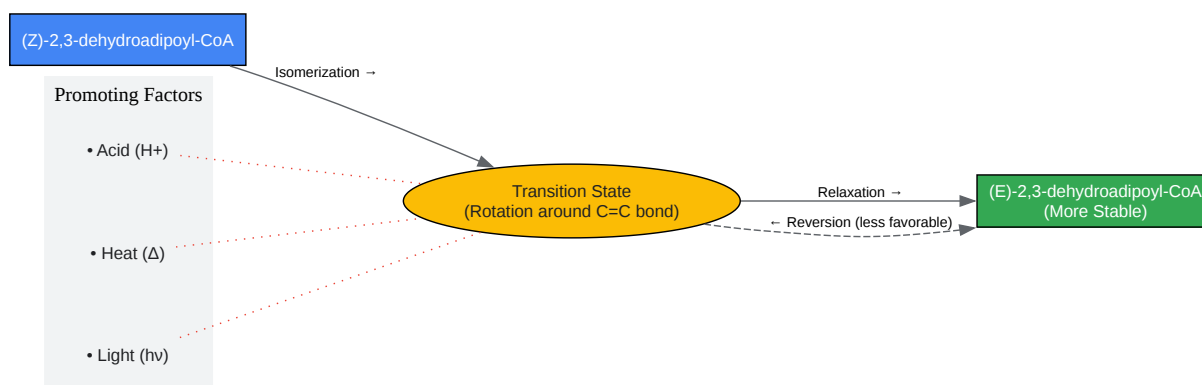 (Z)-2,3-dehydroadipoyl-CoA
Isomerization →
Promoting Factors
• Acid (H+)
• Heat (Δ)
• Light (hν)
Transition State
(Rotation around C=C bond)
Relaxation →
← Reversion (less favorable)
(E)-2,3-dehydroadipoyl-CoA
(More Stable)